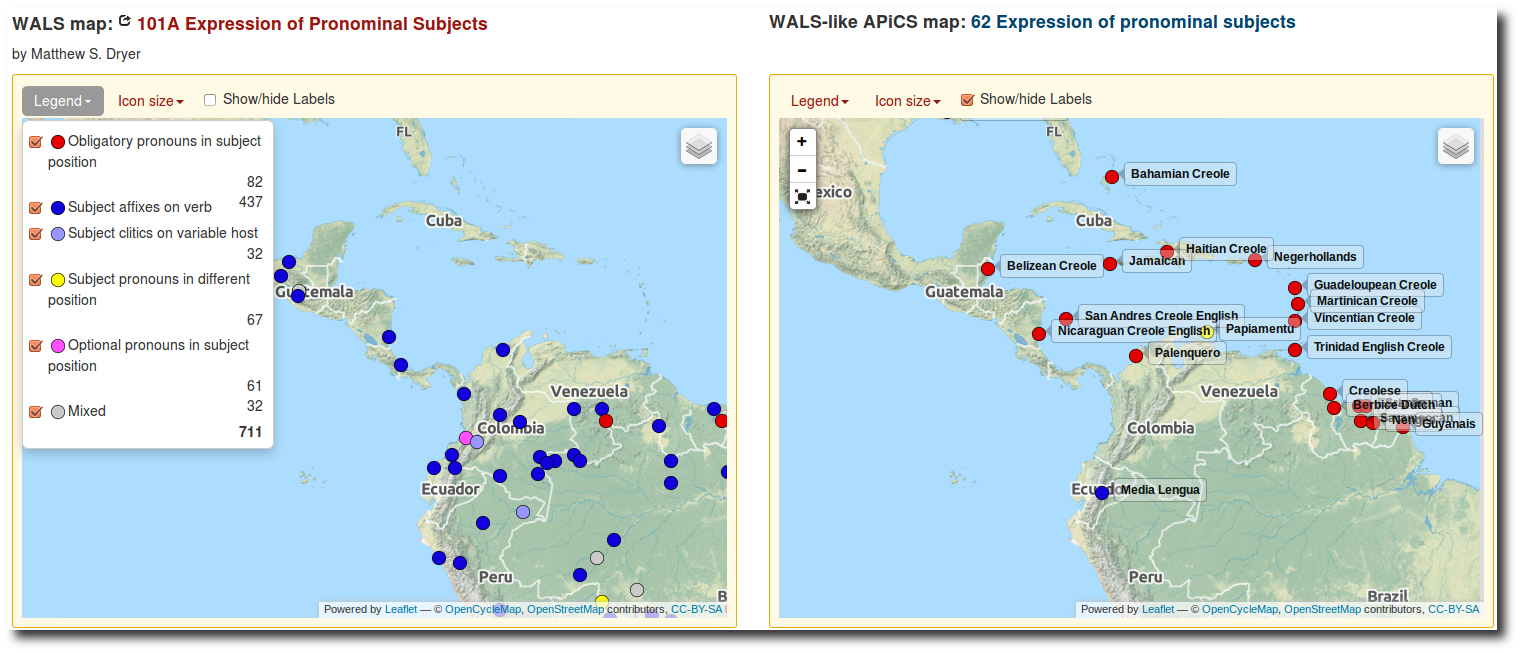 WALS map: 101A Expression of Pronominal Subjects
by Matthew S. Dryer
Legend
Icon size
Show/hide Labels
Obligatory pronouns in subject
position
82
Subject affixes on verb 437
Subject clitics on variable host
32
Subject pronouns in different
position
67
Optional pronouns in subject
position
61
Mixed 32
711
FL
Cuba
Guatemala
Venezuela
Colombia
Ecuador
Peru
B
Powered by Leaflet — © OpenCycleMap, OpenStreetMap contributors, CC-BY-SA
WALS-like APiCS map: 62 Expression of pronominal subjects
Legend
Icon size
Show/hide Labels
+
-
FL
exico
Bahamian Creole
Cuba
Haitian Creole
Jamaican
Negerhollands
Belizean Creole
Guatemala
Guadeloupean Creole
Martinican Creole
San Andres Creole English
Vincentian Creole
Nicaraguan Creole English
Papiamentu
Trinidad English Creole
Palenquero
Venezuela
Creolese
Berbice Dutch
Guyanais
Colombia
Media Lengua
Peru
Brazil
Powered by Leaflet — © OpenCycleMap, OpenStreetMap contributors, CC-BY-SA